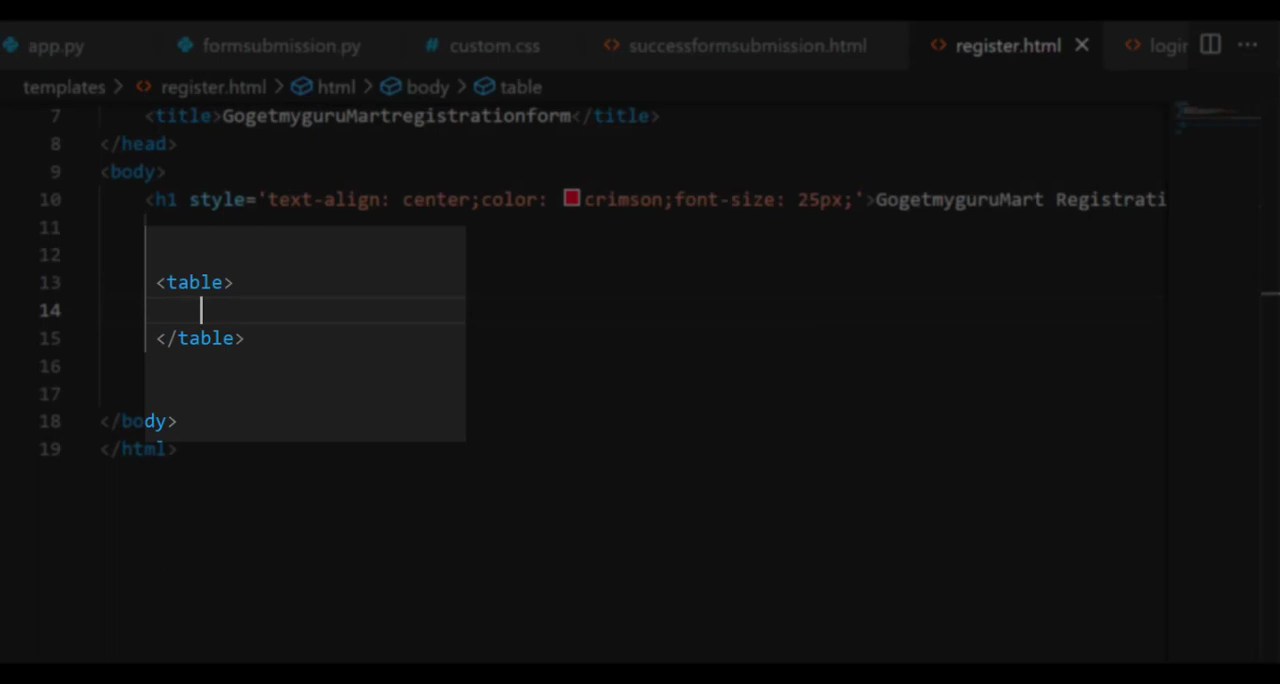 app.py formsubmission.py # custom.css <> successformsubmission.html <> register.html × <> login ···
templates > <> register.html > html > body > table
7 <title>GogetmyguruMartregistrationform</title>
8 </head>
9 <body>
10 <h1 style='text-align: center;color: crimson;font-size: 25px;'>GogetmyguruMart Registrati
11
12
13 <table>
14
15 </table>
16
17
18 </body>
19 </html>